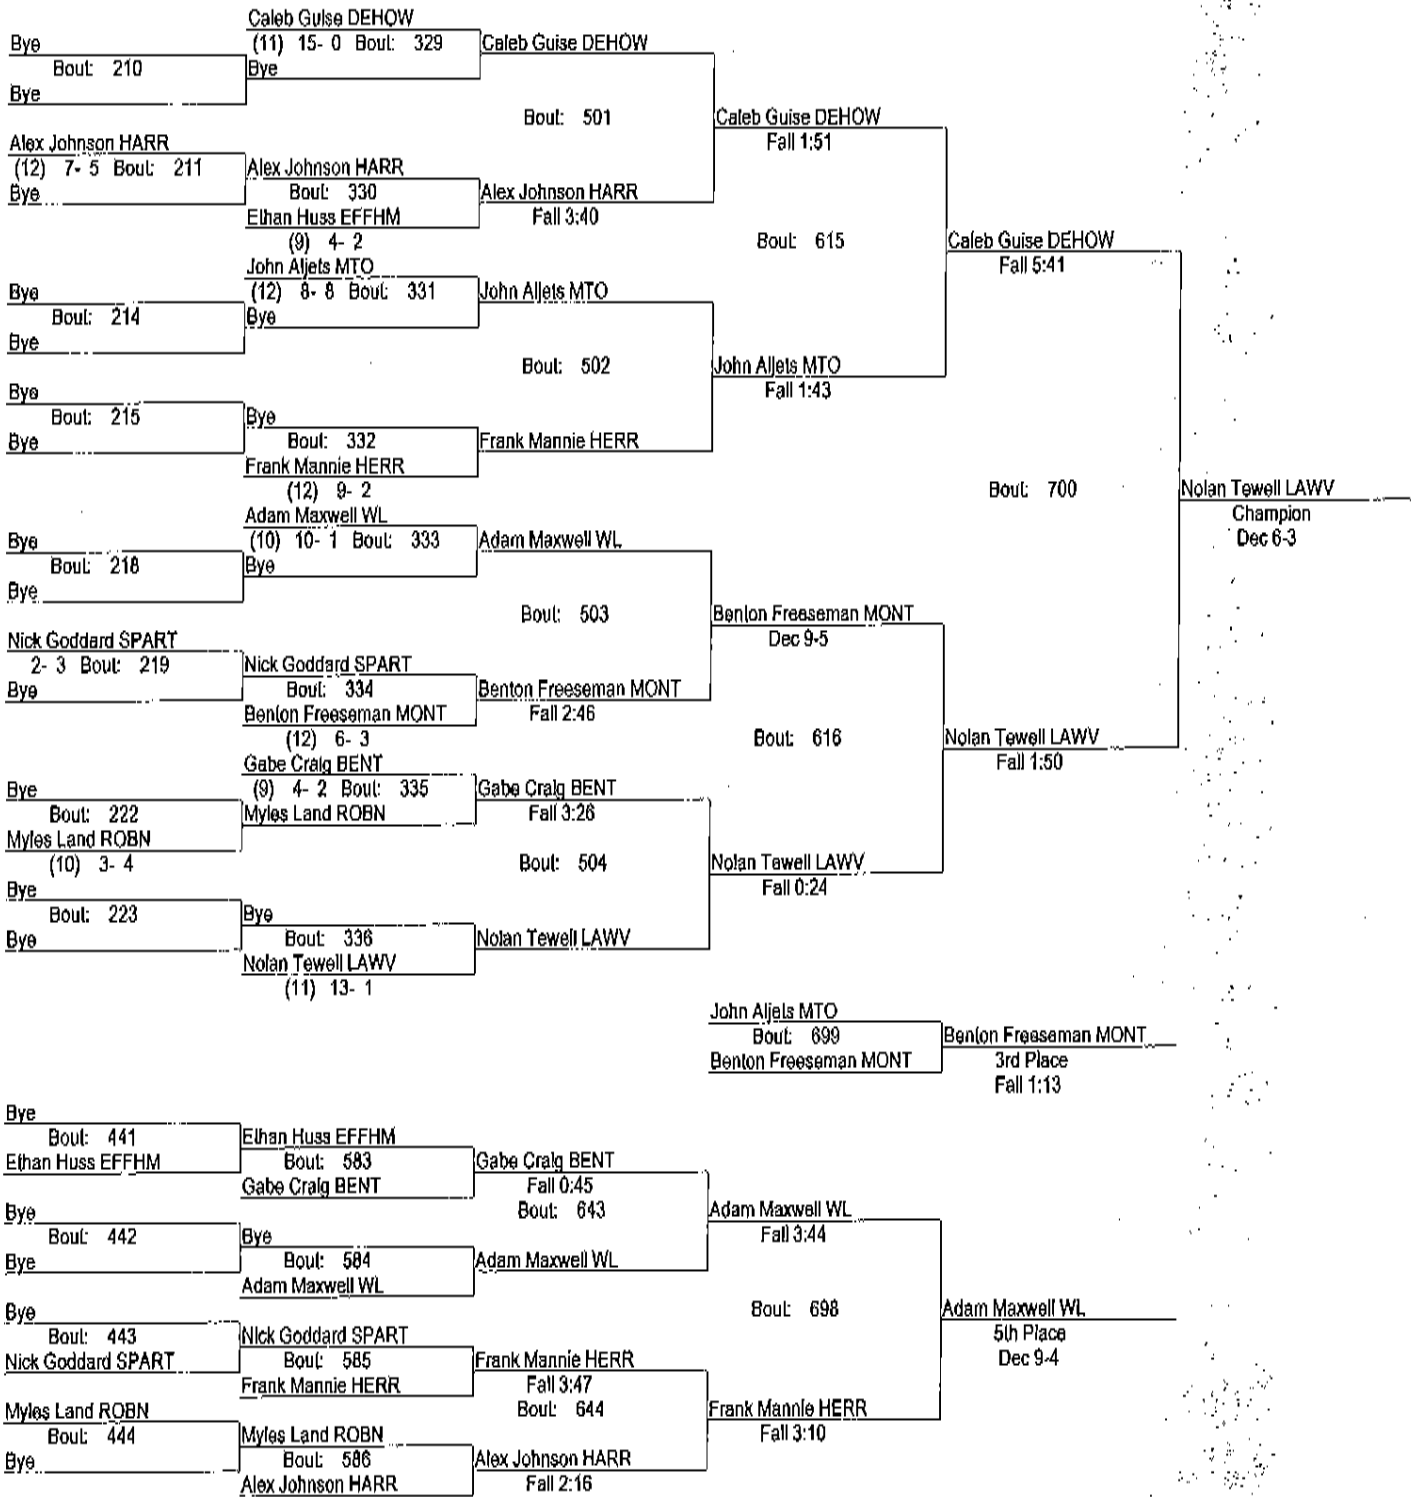 Caleb Guise DEHOW
Bye
(11) 15- 0 Bout: 329
Caleb Guise DEHOW
Bout: 210
Bye
Bye
Bout: 501
Caleb Guise DEHOW
Fall 1:51
Alex Johnson HARR
(12) 7- 5 Bout: 211
Alex Johnson HARR
Bye
Bout: 330
Alex Johnson HARR
Ethan Huss EFFHM
Fall 3:40
(9) 4- 2
Bout: 615
Caleb Guise DEHOW
Fall 5:41
John Aljets MTO
Bye
(12) 8- 8 Bout: 331
John Aljets MTO
Bout: 214
Bye
Bye
Bout: 502
John Aljets MTO
Fall 1:43
Bye
Bout: 215
Bye
Bye
Bout: 332
Frank Mannie HERR
Frank Mannie HERR
(12) 9- 2
Bout: 700
Nolan Tewell LAWV
Champion
Dec 6-3
Adam Maxwell WL
Bye
(10) 10- 1 Bout: 333
Adam Maxwell WL
Bout: 218
Bye
Bye
Bout: 503
Benton Freeseman MONT
Dec 9-5
Nick Goddard SPART
2- 3 Bout: 219
Nick Goddard SPART
Bye
Bout: 334
Benton Freeseman MONT
Benton Freeseman MONT
Fall 2:46
(12) 6- 3
Bout: 616
Nolan Tewell LAWV
Fall 1:50
Gabe Craig BENT
Bye
(9) 4- 2 Bout: 335
Gabe Craig BENT
Bout: 222
Myles Land ROBN
Fall 3:26
Myles Land ROBN
(10) 3- 4
Bout: 504
Nolan Tewell LAWV
Fall 0:24
Bye
Bout: 223
Bye
Bye
Bout: 336
Nolan Tewell LAWV
Nolan Tewell LAWV
(11) 13- 1
John Aljets MTO
Bout: 699
Benton Freeseman MONT
Benton Freeseman MONT
3rd Place
Fall 1:13
Bye
Bout: 441
Ethan Huss EFFHM
Ethan Huss EFFHM
Bout: 583
Gabe Craig BENT
Gabe Craig BENT
Fall 0:45
Bout: 643
Adam Maxwell WL
Fall 3:44
Bye
Bout: 442
Bye
Bye
Bout: 584
Adam Maxwell WL
Adam Maxwell WL
Bout: 698
Adam Maxwell WL
5th Place
Dec 9-4
Bye
Bout: 443
Nick Goddard SPART
Nick Goddard SPART
Bout: 585
Frank Mannie HERR
Frank Mannie HERR
Fall 3:47
Bout: 644
Frank Mannie HERR
Fall 3:10
Myles Land ROBN
Bout: 444
Bye
Myles Land ROBN
Bout: 586
Alex Johnson HARR
Alex Johnson HARR
Fall 2:16